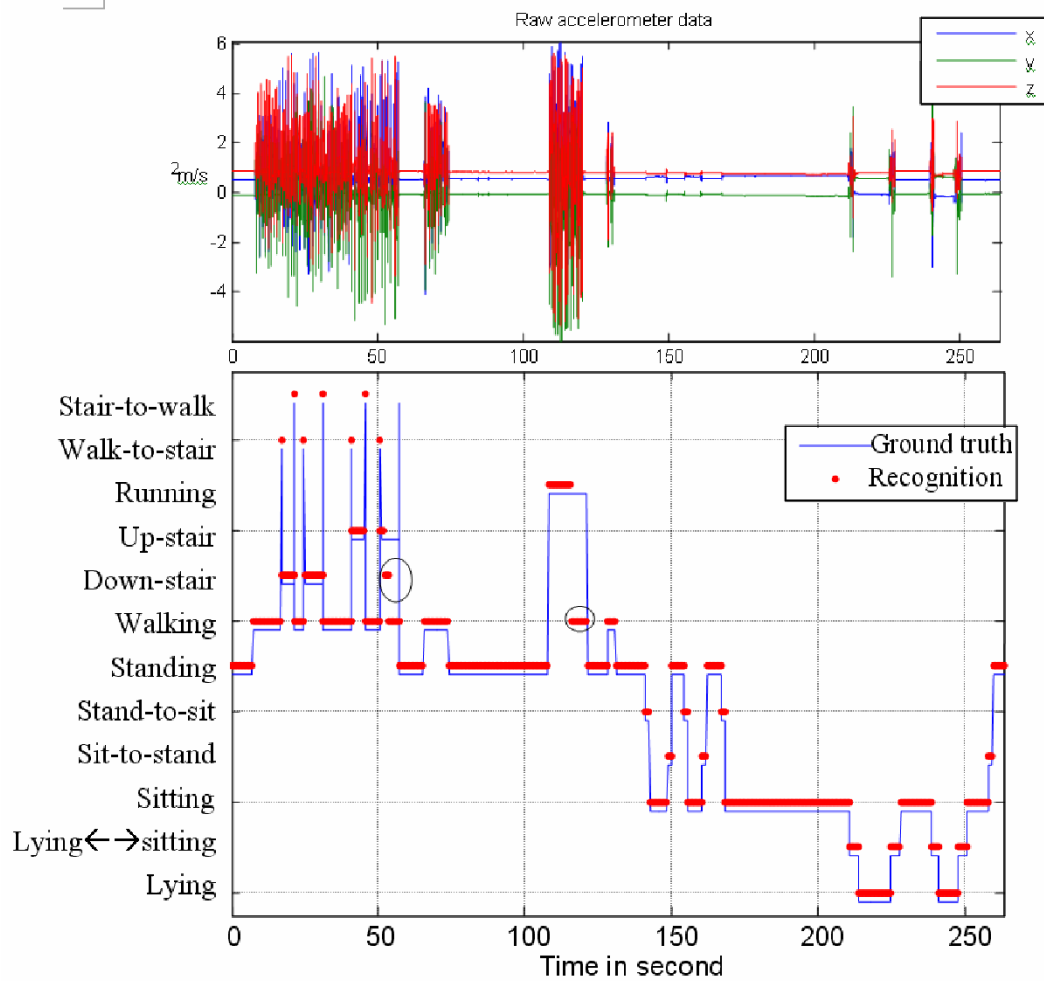 Raw accelerometer data
x
y
z
6
4
2
0
-2
-4
2m/s
0
50
100
150
200
250
Stair-to-walk
Walk-to-stair
Running
Up-stair
Down-stair
Walking
Standing
Stand-to-sit
Sit-to-stand
Sitting
Lying←→sitting
Lying
Ground truth
Recognition
0
50
100
150
200
250
Time in second